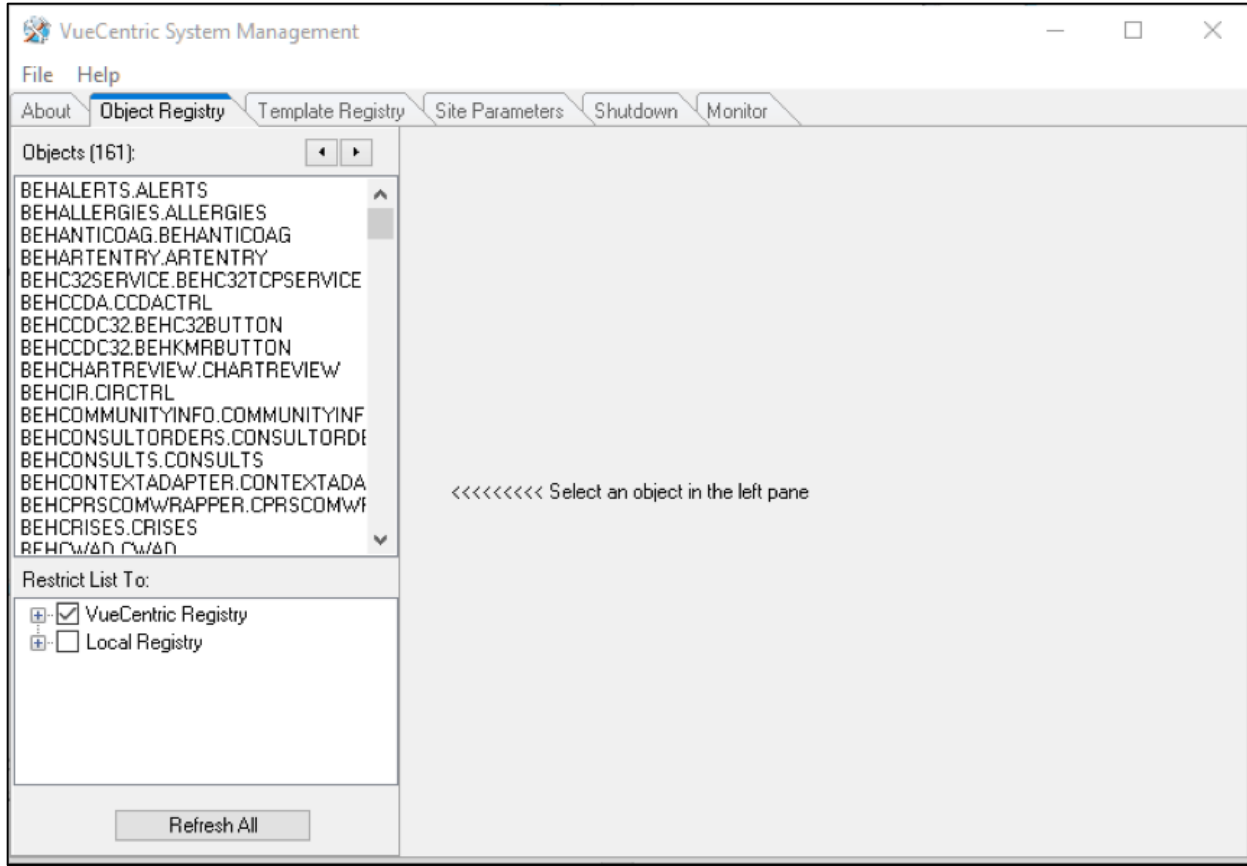 VueCentric System Management
File Help
About Object Registry Template Registry Site Parameters Shutdown Monitor
Objects (161):
BEHALERTS.ALERTS
BEHALLERGIES.ALLERGIES
BEHANTICOAG.BEHANTICOAG
BEHARTENTRY.ARTENTRY
BEHC32SERVICE.BEHC32TCPSERVICE
BEHCCDA.CCDACTRL
BEHCCDC32.BEHC32BUTTON
BEHCCDC32.BEHKMRBUTTON
BEHCHARTREVIEW.CHARTREVIEW
BEHCIR.CIRCTRL
BEHCOMMUNITYINFO.COMMUNITYINF
BEHCONSULTORDERS.CONSULTORDE
BEHCONSULTS.CONSULTS
BEHCONTEXTADAPTER.CONTEXTADA
BEHCPRSCOMWRAPPER.CPRSCOMWR
BEHCRISES.CRISES
BEHCWAD.CWAD
<<<<<<<<< Select an object in the left pane
Restrict List To:
VueCentric Registry
Local Registry
Refresh All